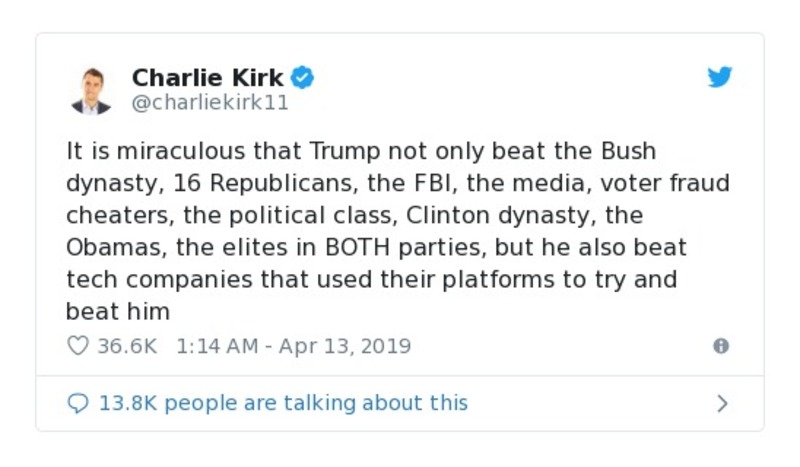 Charlie Kirk
@charliekirk11
It is miraculous that Trump not only beat the Bush
dynasty, 16 Republicans, the FBI, the media, voter fraud
cheaters, the political class, Clinton dynasty, the
Obamas, the elites in BOTH parties, but he also beat
tech companies that used their platforms to try and
beat him
36.6K 1:14 AM - Apr 13, 2019
13.8K people are talking about this